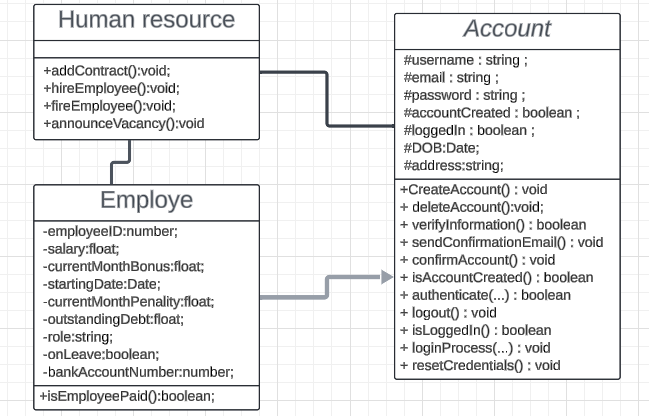 Human resource
+addContract():void;
+hireEmployee():void;
+fireEmployee():void;
+announceVacancy():void
Employe
-employeeID:number;
-salary:float;
-currentMonthBonus:float;
-startingDate:Date;
-currentMonthPenality:float;
-outstandingDebt:float;
-role:string;
-onLeave:boolean;
-bankAccountNumber:number;
+isEmployeePaid():boolean;
Account
#username : string ;
#email : string ;
#password : string ;
#accountCreated : boolean ;
#loggedIn : boolean ;
#DOB:Date;
#address:string;
+CreateAccount() : void
+ deleteAccount():void;
+ verifyInformation() : boolean
+ sendConfirmationEmail() : void
+ confirmAccount() : void
+ isAccountCreated() : boolean
+ authenticate(...) : boolean
+ logout() : void
+ isLoggedIn() : boolean
+ loginProcess(...) : void
+ resetCredentials() : void